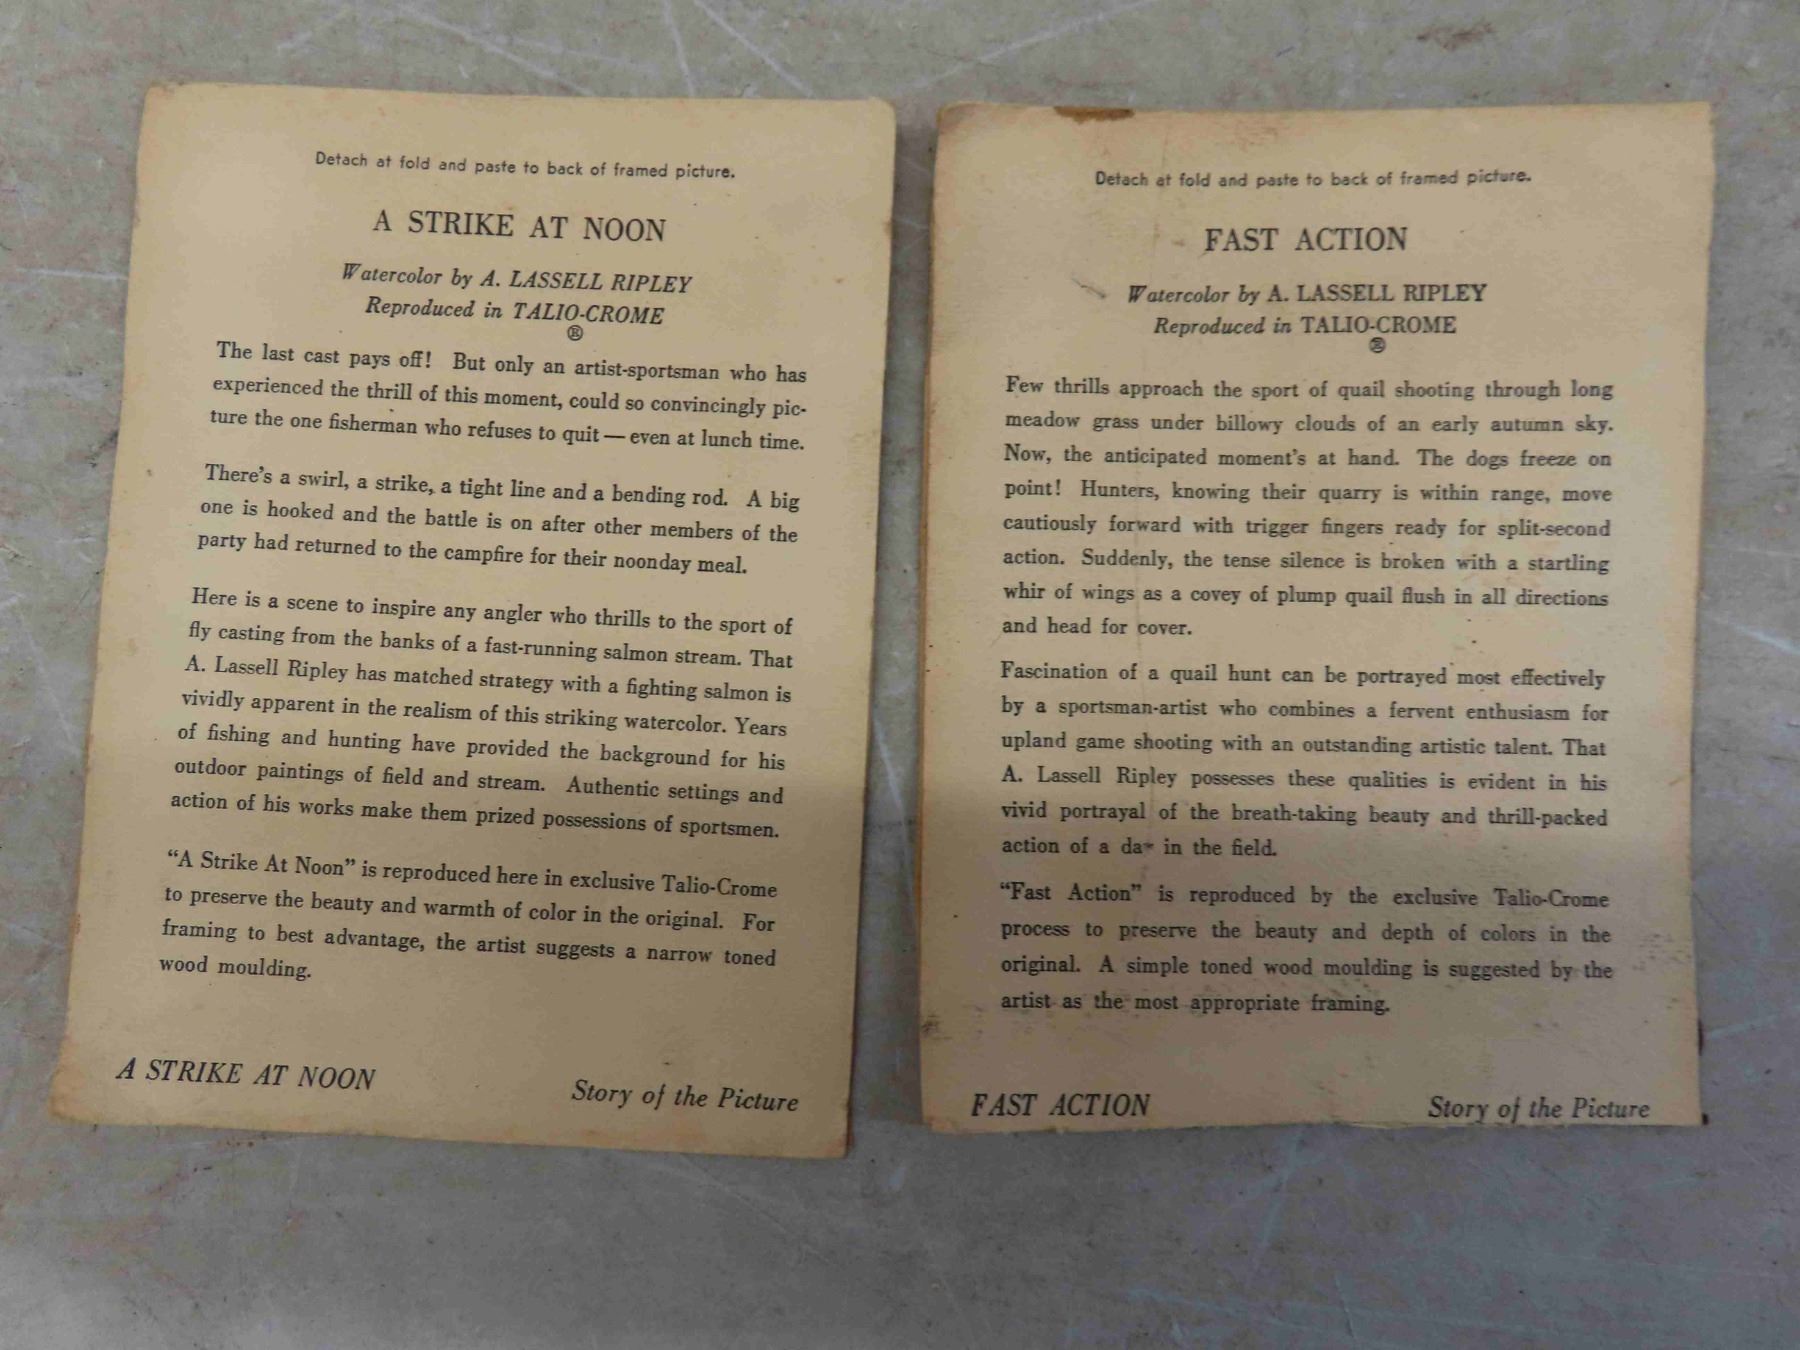 Detach at fold and paste to back of framed picture.
A STRIKE AT NOON
Watercolor by A. LASSELL RIPLEY
Reproduced in TALIO-CROME
®
The last cast pays off! But only an artist-sportsman who has
experienced the thrill of this moment, could so convincingly pic-
ture the one fisherman who refuses to quit — even at lunch time.
There's a swirl, a strike, a tight line and a bending rod. A big
one is hooked and the battle is on after other members of the
party had returned to the campfire for their noonday meal.
Here is a scene to inspire any angler who thrills to the sport of
fly casting from the banks of a fast-running salmon stream. That
A. Lassell Ripley has matched strategy with a fighting salmon is
vividly apparent in the realism of this striking watercolor. Years
of fishing and hunting have provided the background for his
outdoor paintings of field and stream. Authentic settings and
action of his works make them prized possessions of sportsmen.
“A Strike At Noon” is reproduced here in exclusive Talio-Crome
to preserve the beauty and warmth of color in the original. For
framing to best advantage, the artist suggests a narrow toned
wood moulding.
A STRIKE AT NOON
Story of the Picture
Detach at fold and paste to back of framed picture.
FAST ACTION
Watercolor by A. LASSELL RIPLEY
Reproduced in TALIO-CROME
®
Few thrills approach the sport of quail shooting through long
meadow grass under billowy clouds of an early autumn sky.
Now, the anticipated moment's at hand. The dogs freeze on
point! Hunters, knowing their quarry is within range, move
cautiously forward with trigger fingers ready for split-second
action. Suddenly, the tense silence is broken with a startling
whir of wings as a covey of plump quail flush in all directions
and head for cover.
Fascination of a quail hunt can be portrayed most effectively
by a sportsman-artist who combines a fervent enthusiasm for
upland game shooting with an outstanding artistic talent. That
A. Lassell Ripley possesses these qualities is evident in his
vivid portrayal of the breath-taking beauty and thrill-packed
action of a day in the field.
“Fast Action” is reproduced by the exclusive Talio-Crome
process to preserve the beauty and depth of colors in the
original. A simple toned wood moulding is suggested by the
artist as the most appropriate framing.
FAST ACTION
Story of the Picture